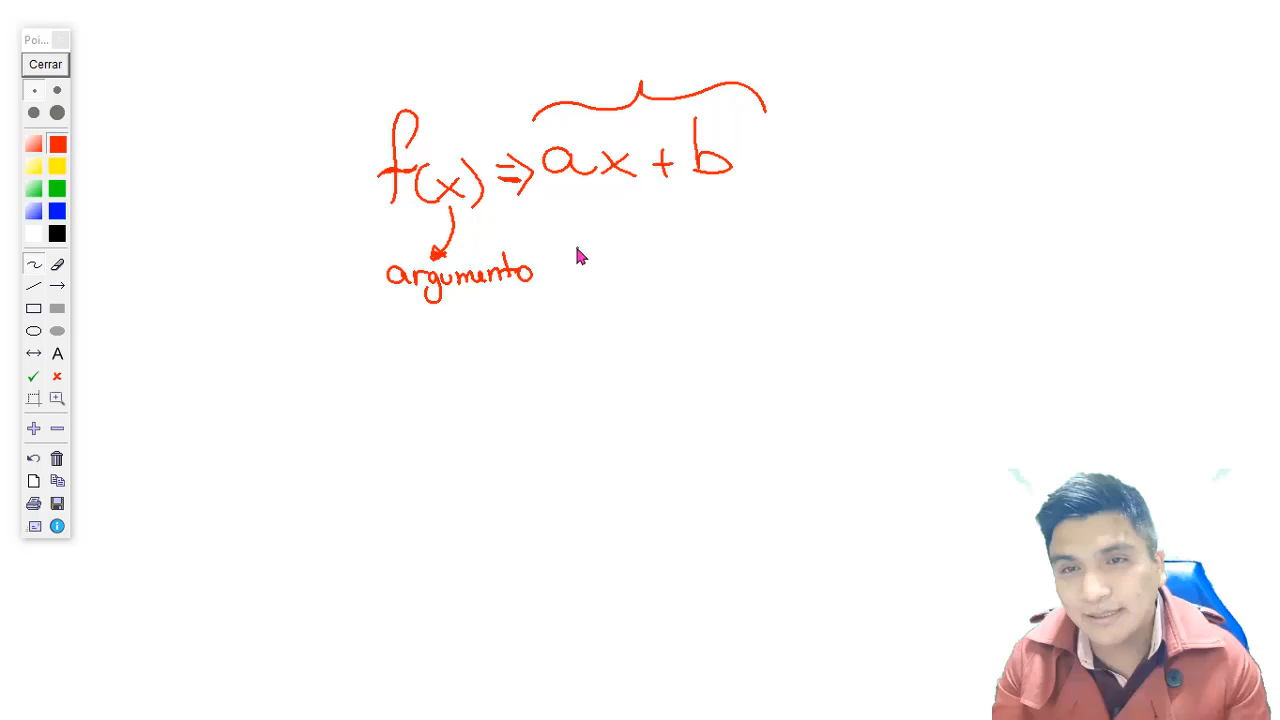 Poi...
Cerrar
f(x) => ax + b
argumento
A